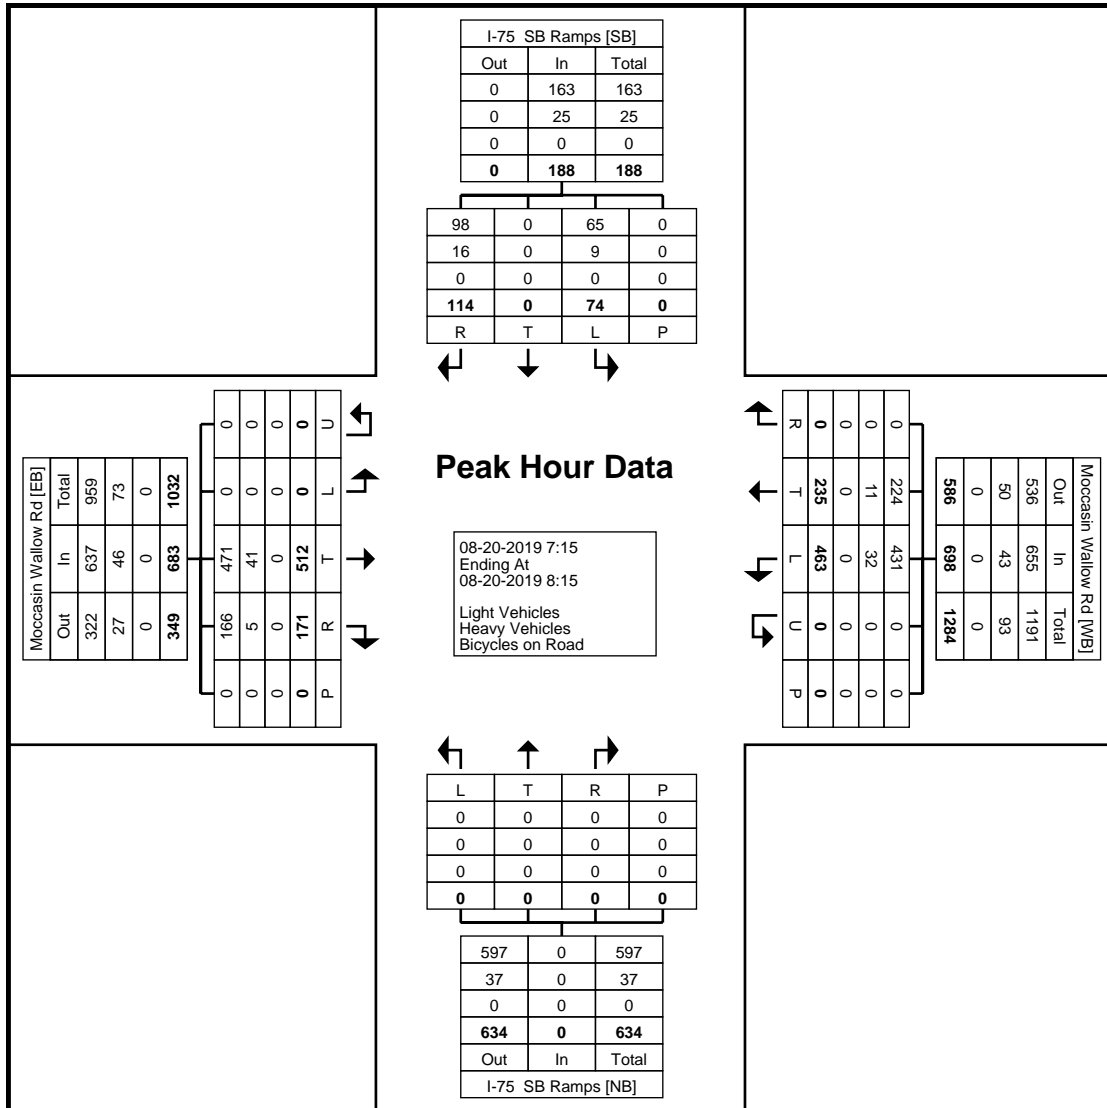 I-75 SB Ramps [SB]
Out In Total
0 163 163
0 25 25
0 0 0
0 188 188
98 0 65 0
16 0 9 0
0 0 0 0
114 0 74 0
R T L P
Moccasin Wallow Rd [EB]
Total In Out
959 637 322
73 46 27
0 0 0
1032 683 349
0 0 471 166 0
0 0 41 5 0
0 0 0 0 0
0 0 512 171 0
U L T R P
Peak Hour Data
08-20-2019 7:15
Ending At
08-20-2019 8:15
Light Vehicles
Heavy Vehicles
Bicycles on Road
Moccasin Wallow Rd [WB]
Out In Total
536 655 1191
50 43 93
0 0 0
586 698 1284
0 224 431 0 0
0 11 32 0 0
0 0 0 0 0
0 235 463 0 0
R T L U P
L T R P
0 0 0 0
0 0 0 0
0 0 0 0
0 0 0 0
597 0 597
37 0 37
0 0 0
634 0 634
Out In Total
I-75 SB Ramps [NB]